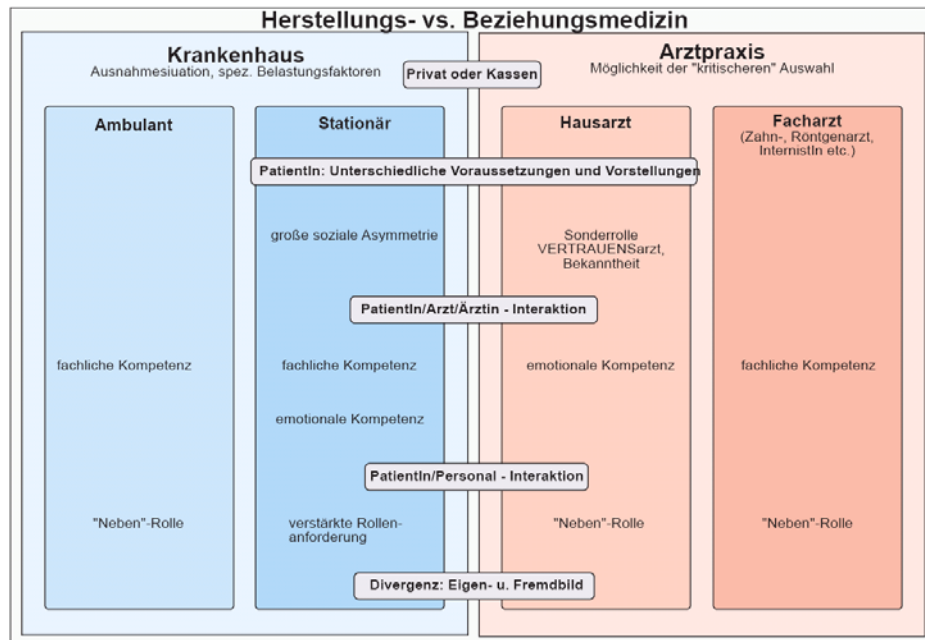 Herstellungs- vs. Beziehungsmedizin
Krankenhaus
Ausnahmesiuation, spez. Belastungsfaktoren
Arztpraxis
Möglichkeit der "kritischeren" Auswahl
Privat oder Kassen
Ambulant
Stationär
Hausarzt
Facharzt
(Zahn-, Röntgenarzt,
InternistIn etc.)
PatientIn: Unterschiedliche Voraussetzungen und Vorstellungen
große soziale Asymmetrie
Sonderrolle
VERTRAUENSarzt,
Bekanntheit
PatientIn/Arzt/Ärztin - Interaktion
fachliche Kompetenz
fachliche Kompetenz
emotionale Kompetenz
fachliche Kompetenz
emotionale Kompetenz
PatientIn/Personal - Interaktion
"Neben"-Rolle
verstärkte Rollen-
anforderung
"Neben"-Rolle
"Neben"-Rolle
Divergenz: Eigen- u. Fremdbild